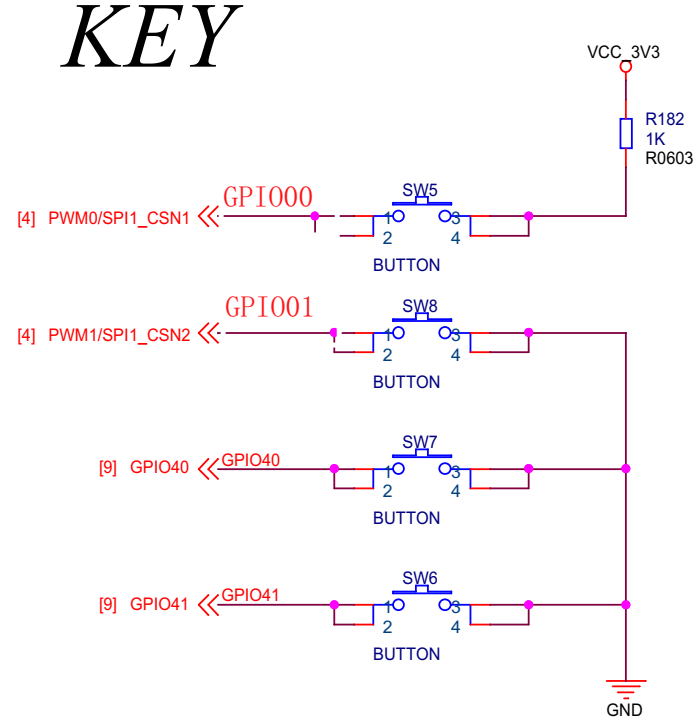 KEY
VCC_3V3
R182
1K
R0603
[4] PWM0/SPI1_CSN1
GPIO00
SW5
1
3
2
4
BUTTON
[4] PWM1/SPI1_CSN2
GPIO01
SW8
1
3
2
4
BUTTON
[9] GPIO40
GPIO40
SW7
1
3
2
4
BUTTON
[9] GPIO41
GPIO41
SW6
1
3
2
4
BUTTON
GND